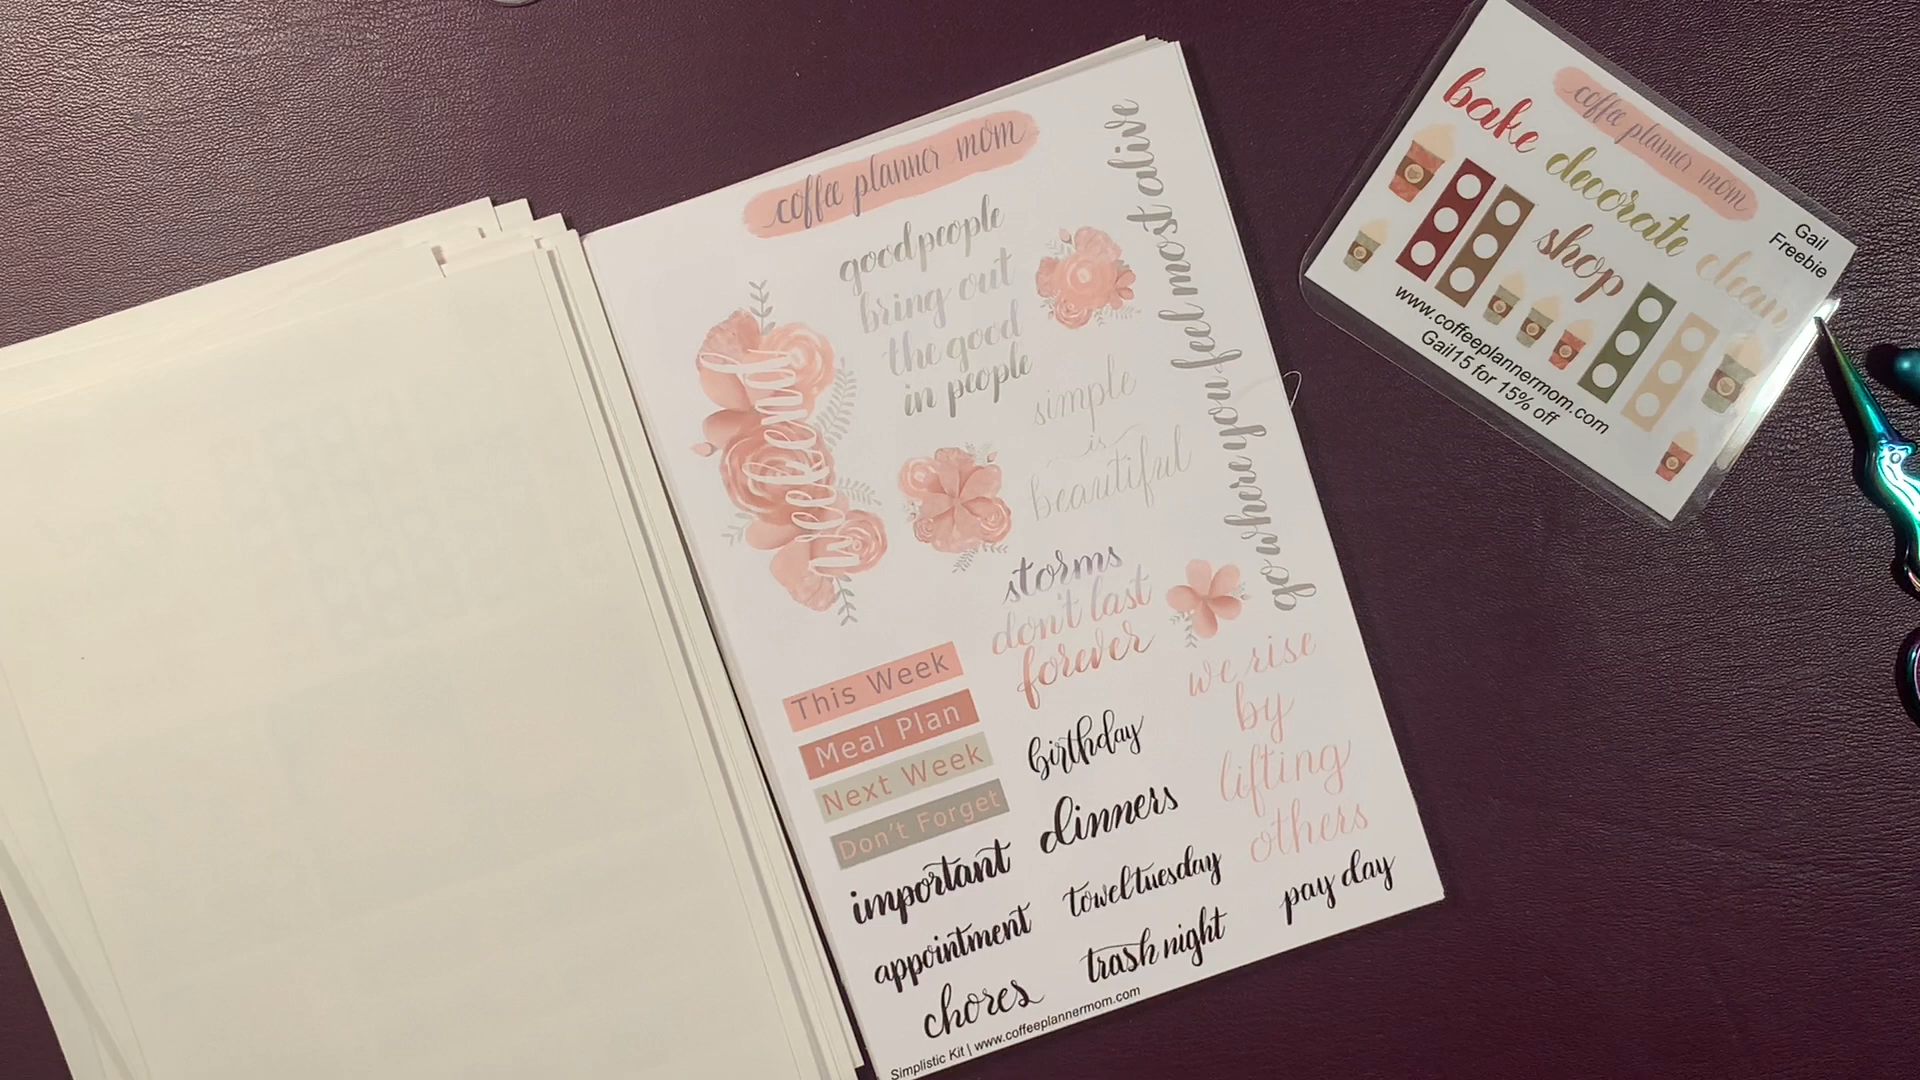 coffee planner mom
good people
bring out
the good
in people
go where you feel most alive
weekend
simple
is
beautiful
storms
don't last
forever
we rise
by
lifting
others
This Week
Meal Plan
Next Week
Don't Forget
birthday
dinners
important
towel tuesday
pay day
appointment
trash night
chores
Simplistic Kit | www.coffeeplannermom.com
coffee planner mom
bake
decorate
clean
shop
Gail
Freebie
www.coffeeplannermom.com
Gail15 for 15% off